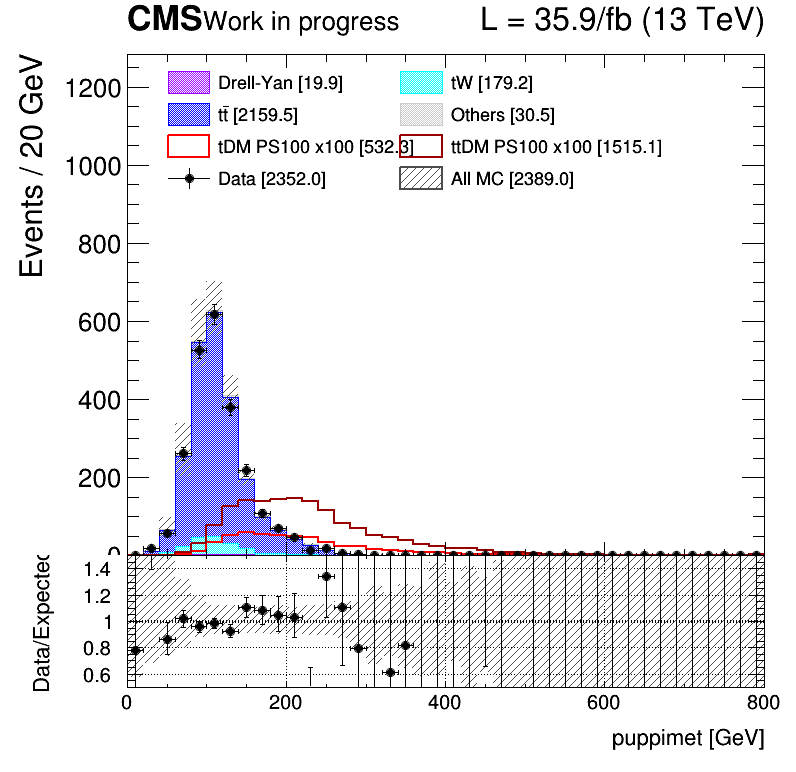 CMS Work in progress L = 35.9/fb (13 TeV)
Events / 20 GeV
Drell-Yan [19.9] tW [179.2]
tt̄ [2159.5] Others [30.5]
tDM PS100 x100 [532.3] ttDM PS100 x100 [1515.1]
Data [2352.0] All MC [2389.0]
1200
1000
800
600
400
200
0
Data/Expected
1.4
1.2
1
0.8
0.6
0 200 400 600 800
puppimet [GeV]